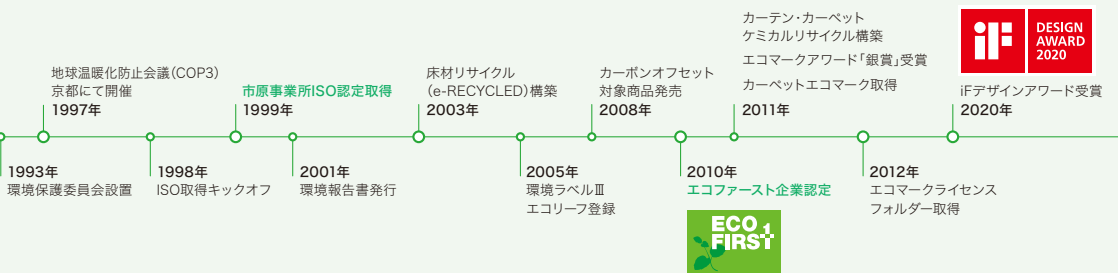 地球温暖化防止会議（COP3）
京都にて開催
1997年
市原事業所ISO認定取得
1999年
床材リサイクル
（e-RECYCLED）構築
2003年
カーボンオフセット
対象商品発売
2008年
カーテン・カーペット
ケミカルリサイクル構築
エコマークアワード「銀賞」受賞
カーペットエコマーク取得
2011年
iF
DESIGN
AWARD
2020
iFデザインアワード受賞
2020年
1993年
環境保護委員会設置
1998年
ISO取得キックオフ
2001年
環境報告書発行
2005年
環境ラベルⅢ
エコリーフ登録
2010年
エコファースト企業認定
ECO
FIRST
2012年
エコマークライセンス
フォルダー取得